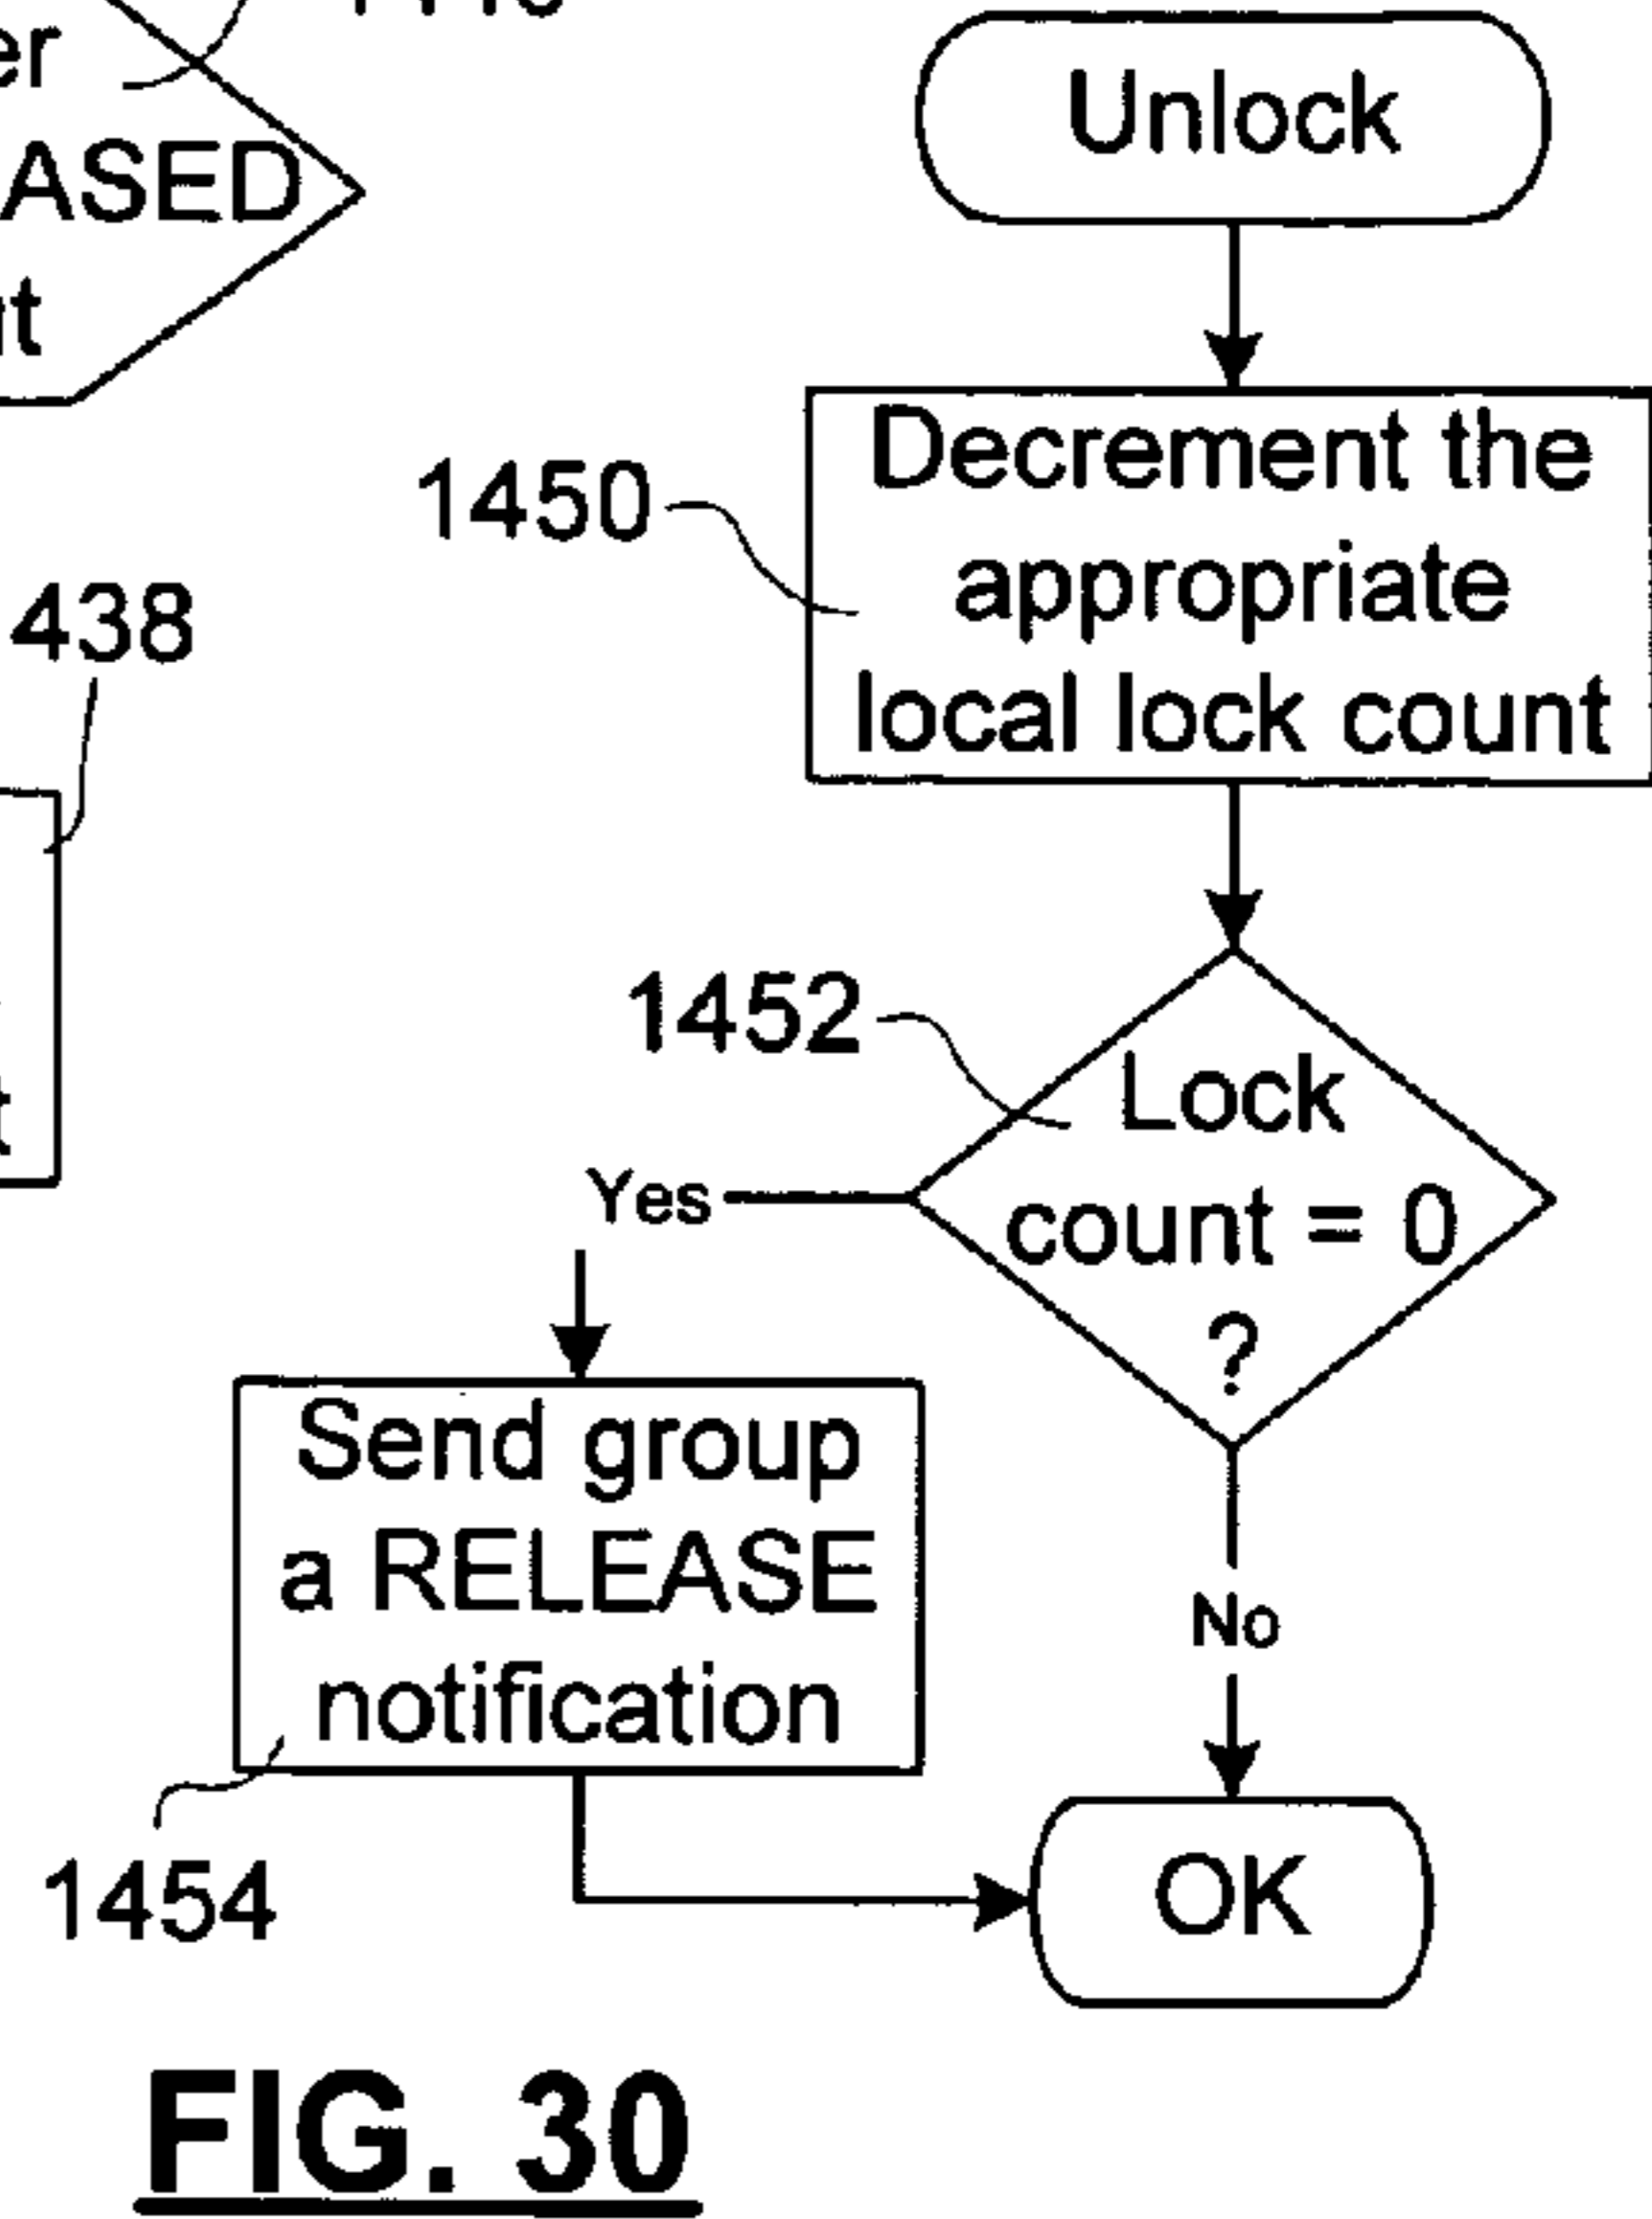 Unlock
Decrement the
appropriate
local lock count
1450
438
1452
Lock
count = 0
?
Yes
No
Send group
a RELEASE
notification
1454
OK
FIG. 30